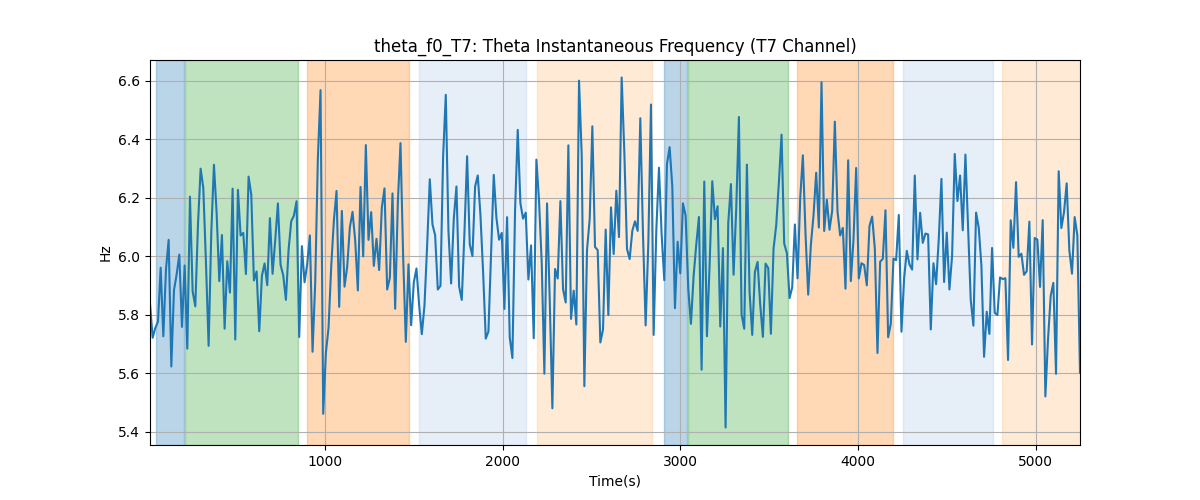 theta_f0_T7: Theta Instantaneous Frequency (T7 Channel)
6.6
6.4
6.2
6.0
5.8
5.6
5.4
Hz
1000 2000 3000 4000 5000
Time(s)